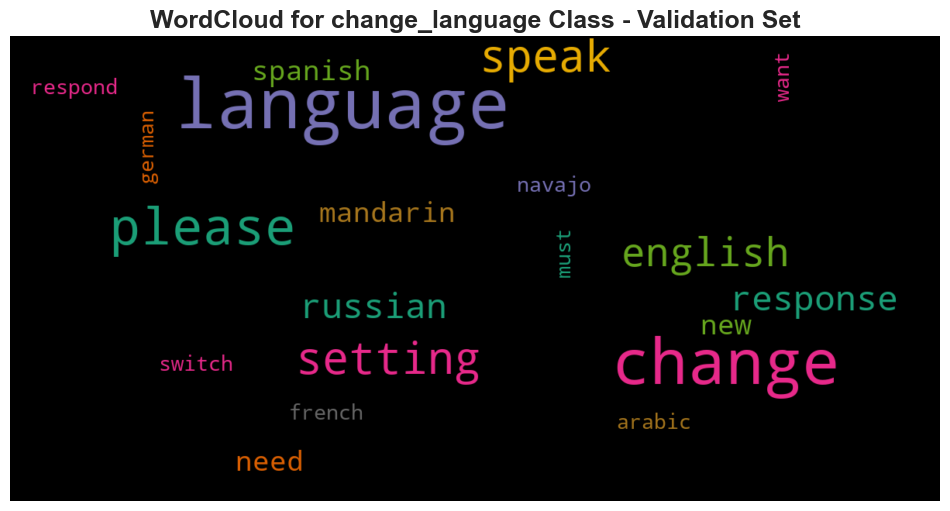 WordCloud for change_language Class - Validation Set
speak
want
spanish
respond
language
german
navajo
mandarin
please
must
english
response
russian
new
setting
change
switch
french
arabic
need